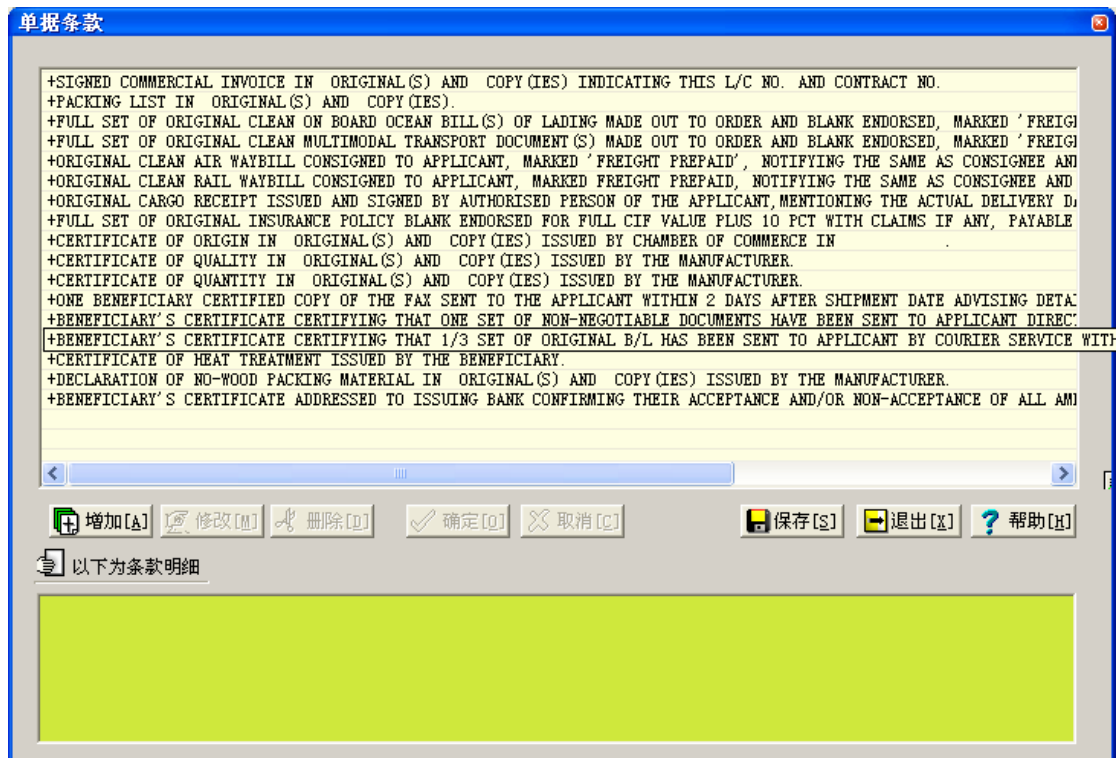 单据条款
+SIGNED COMMERCIAL INVOICE IN  ORIGINAL(S) AND  COPY(IES) INDICATING THIS L/C NO. AND CONTRACT NO.
+PACKING LIST IN  ORIGINAL(S) AND  COPY(IES).
+FULL SET OF ORIGINAL CLEAN ON BOARD OCEAN BILL(S) OF LADING MADE OUT TO ORDER AND BLANK ENDORSED, MARKED 'FREIG
+FULL SET OF ORIGINAL CLEAN MULTIMODAL TRANSPORT DOCUMENT(S) MADE OUT TO ORDER AND BLANK ENDORSED, MARKED 'FREIG
+ORIGINAL CLEAN AIR WAYBILL CONSIGNED TO APPLICANT, MARKED 'FREIGHT PREPAID', NOTIFYING THE SAME AS CONSIGNEE AN
+ORIGINAL CLEAN RAIL WAYBILL CONSIGNED TO APPLICANT, MARKED FREIGHT PREPAID, NOTIFYING THE SAME AS CONSIGNEE AND
+ORIGINAL CARGO RECEIPT ISSUED AND SIGNED BY AUTHORISED PERSON OF THE APPLICANT,MENTIONING THE ACTUAL DELIVERY D
+FULL SET OF ORIGINAL INSURANCE POLICY BLANK ENDORSED FOR FULL CIF VALUE PLUS 10 PCT WITH CLAIMS IF ANY, PAYABLE
+CERTIFICATE OF ORIGIN IN  ORIGINAL(S) AND  COPY(IES) ISSUED BY CHAMBER OF COMMERCE IN            .
+CERTIFICATE OF QUALITY IN  ORIGINAL(S) AND  COPY(IES) ISSUED BY THE MANUFACTURER.
+CERTIFICATE OF QUANTITY IN  ORIGINAL(S) AND  COPY(IES) ISSUED BY THE MANUFACTURER.
+ONE BENEFICIARY CERTIFIED COPY OF THE FAX SENT TO THE APPLICANT WITHIN 2 DAYS AFTER SHIPMENT DATE ADVISING DETA
+BENEFICIARY'S CERTIFICATE CERTIFYING THAT ONE SET OF NON-NEGOTIABLE DOCUMENTS HAVE BEEN SENT TO APPLICANT DIREC
+BENEFICIARY'S CERTIFICATE CERTIFYING THAT 1/3 SET OF ORIGINAL B/L HAS BEEN SENT TO APPLICANT BY COURIER SERVICE WITH
+CERTIFICATE OF HEAT TREATMENT ISSUED BY THE BENEFICIARY.
+DECLARATION OF NO-WOOD PACKING MATERIAL IN  ORIGINAL(S) AND  COPY(IES) ISSUED BY THE MANUFACTURER.
+BENEFICIARY'S CERTIFICATE ADDRESSED TO ISSUING BANK CONFIRMING THEIR ACCEPTANCE AND/OR NON-ACCEPTANCE OF ALL AM
增加[A] 修改[M] 删除[D] 确定[O] 取消[C] 保存[S] 退出[X] 帮助[H]
以下为条款明细